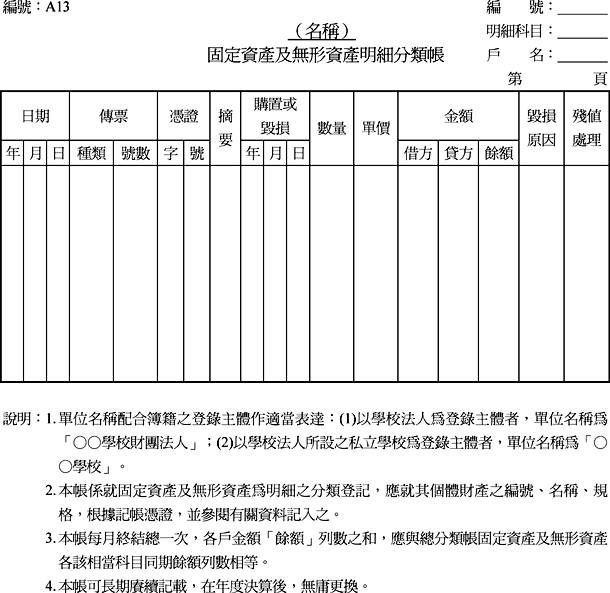 編號：A13
編　　號：
（名稱）
明細科目：
固定資產及無形資產明細分類帳
戶　　名：
第　　　　　頁
日期 傳票 憑證 摘要 購置或毀損 數量 單價 金額 毀損原因 殘值處理
年 月 日 種類 號數 字 號 年 月 日 借方 貸方 餘額
說明：1.單位名稱配合簿籍之登錄主體作適當表達：(1)以學校法人為登錄主體者，單位名稱為
「○○學校財團法人」；(2)以學校法人所設之私立學校為登錄主體者，單位名稱為「○
○學校」。
2.本帳係就固定資產及無形資產為明細之分類登記，應就其個體財產之編號、名稱、規
格，根據記帳憑證，並參閱有關資料記入之。
3.本帳每月終結總一次，各戶金額「餘額」列數之和，應與總分類帳固定資產及無形資產
各該相當科目同期餘額列數相等。
4.本帳可長期賡續記載，在年度決算後，無庸更換。